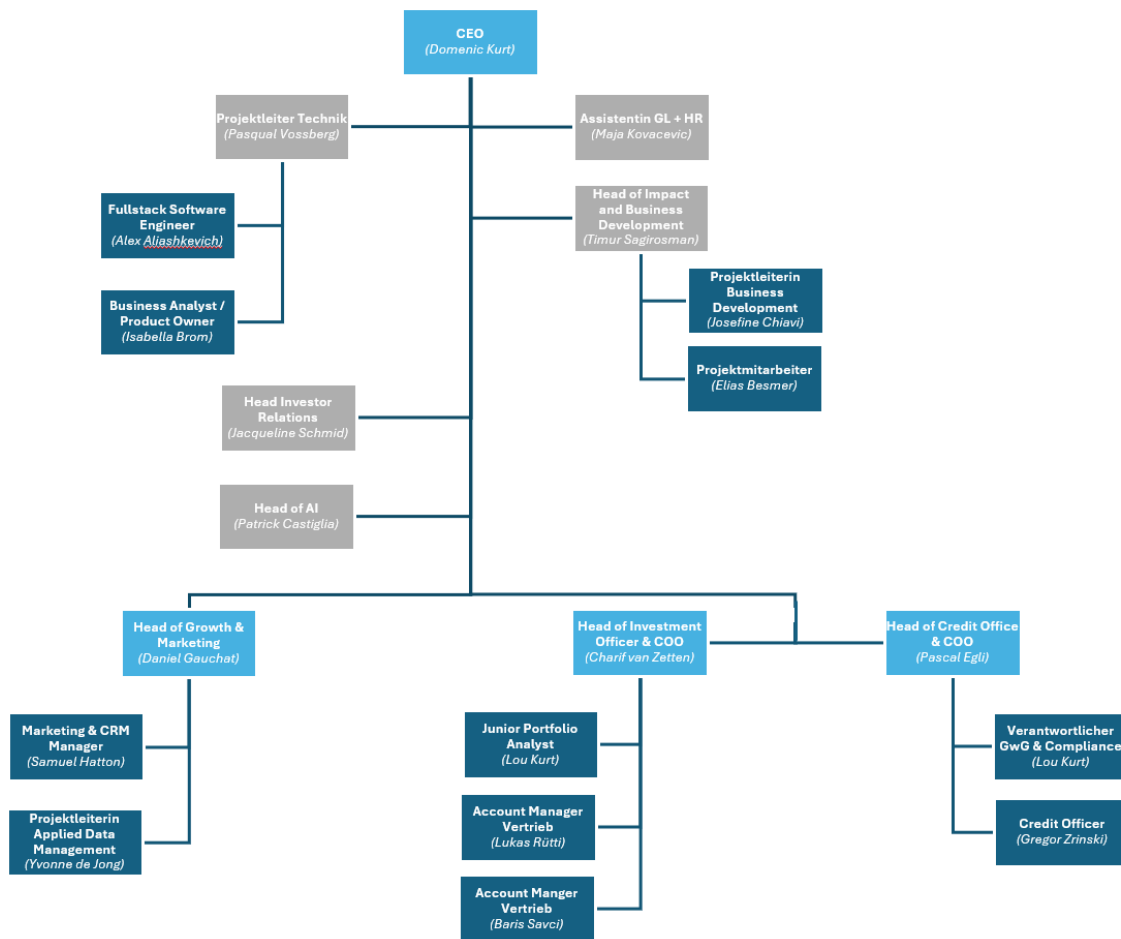 CEO
(Domenic Kurt)
Projektleiter Technik
(Pasqual Vossberg)
Assistentin GL + HR
(Maja Kovacevic)
Head of Impact
and Business
Development
(Timur Sagirosman)
Fullstack Software
Engineer
(Alex Aliashkevich)
Projektleiterin
Business
Development
(Josefine Chiavi)
Business Analyst /
Product Owner
(Isabella Brom)
Projektmitarbeiter
(Elias Besmer)
Head Investor
Relations
(Jacqueline Schmid)
Head of AI
(Patrick Castiglia)
Head of Growth &
Marketing
(Daniel Gauchat)
Head of Investment
Officer & COO
(Charif van Zetten)
Head of Credit Office
& COO
(Pascal Egli)
Marketing & CRM
Manager
(Samuel Hatton)
Junior Portfolio
Analyst
(Lou Kurt)
Verantwortlicher
GwG & Compliance
(Lou Kurt)
Projektleiterin
Applied Data
Management
(Yvonne de Jong)
Account Manager
Vertrieb
(Lukas Rütti)
Credit Officer
(Gregor Zrinski)
Account Manger
Vertrieb
(Baris Savci)